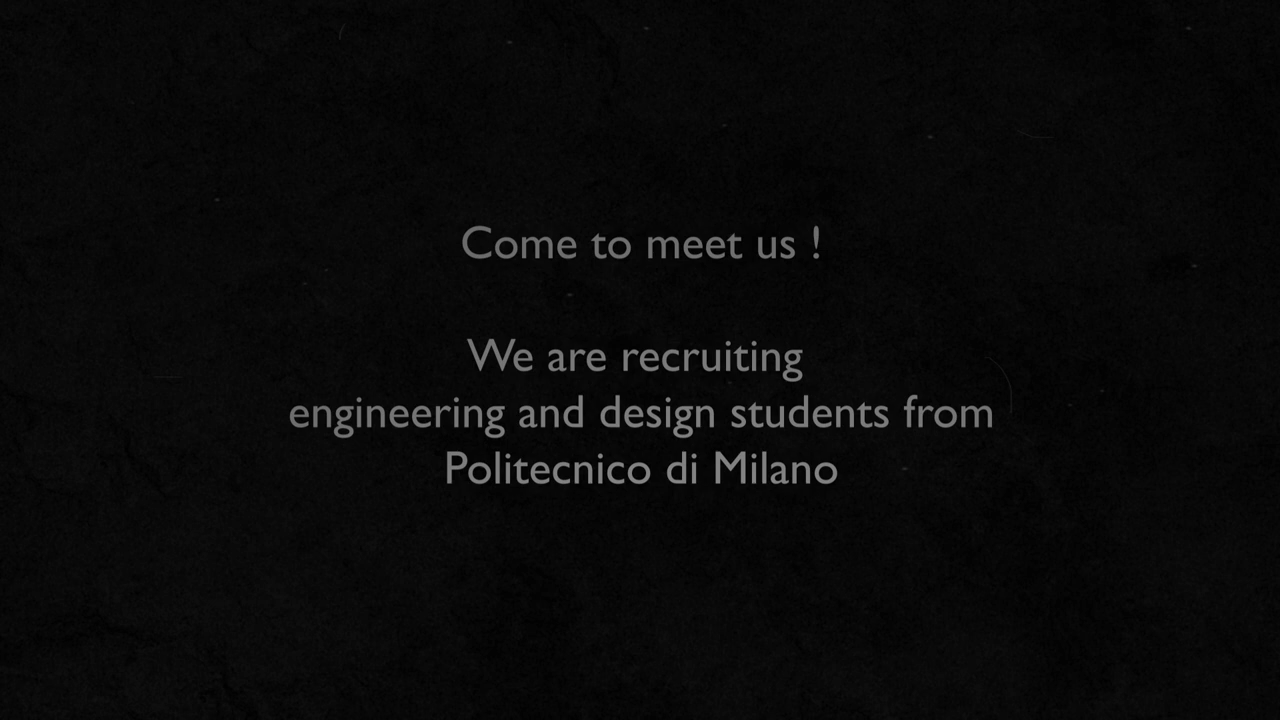 Come to meet us !
We are recruiting
engineering and design students from
Politecnico di Milano